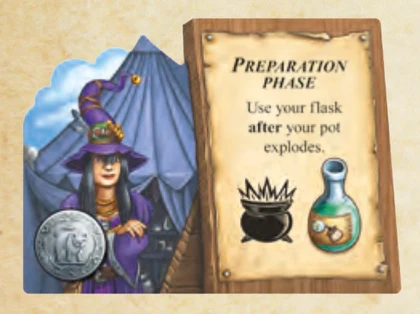 PREPARATION
PHASE
Use your flask
after your pot
explodes.